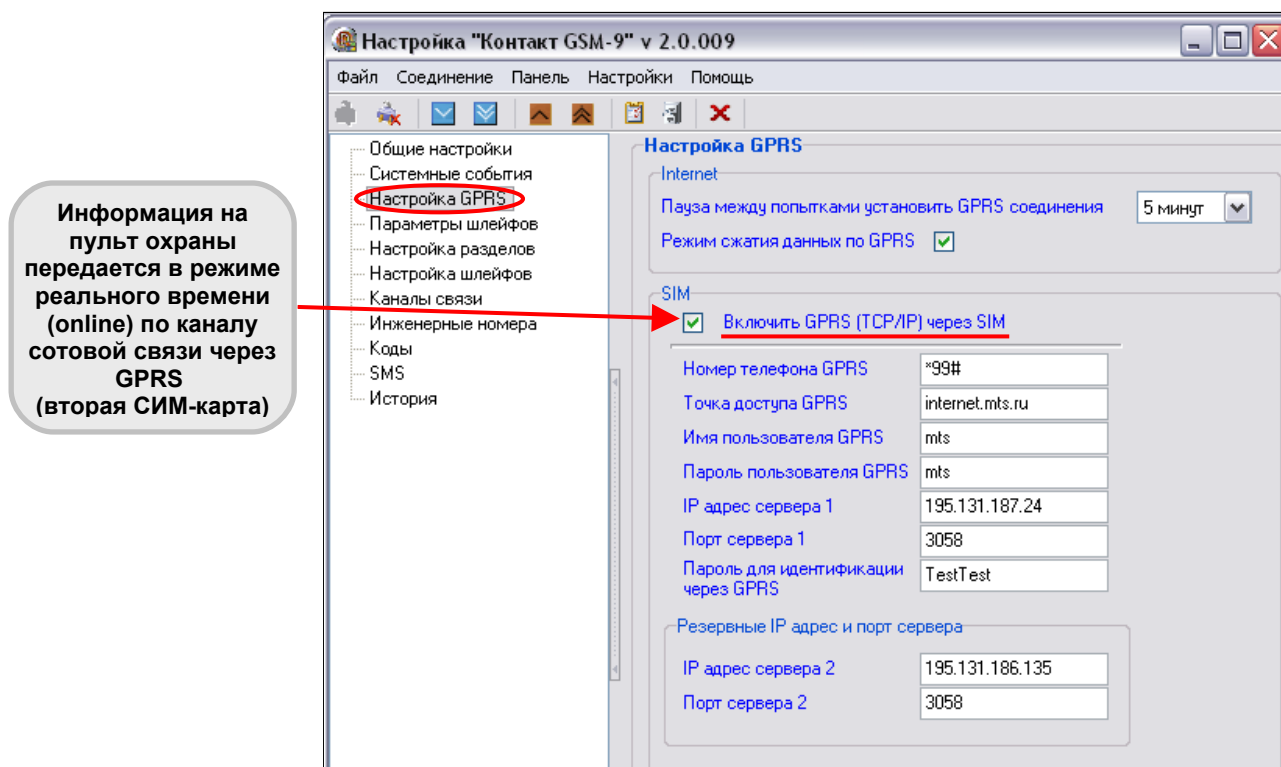 Настройка "Контакт GSM-9" v 2.0.009
Файл Соединение Панель Настройки Помощь
Общие настройки
Системные события
Настройка GPRS
Параметры шлейфов
Настройка разделов
Настройка шлейфов
Каналы связи
Инженерные номера
Коды
SMS
История
Информация на
пульт охраны
передается в режиме
реального времени
(online) по каналу
сотовой связи через
GPRS
(вторая СИМ-карта)
Настройка GPRS
Internet
Пауза между попытками установить GPRS соединения 5 минут
Режим сжатия данных по GPRS
SIM
Включить GPRS (TCP/IP) через SIM
Номер телефона GPRS *99#
Точка доступа GPRS internet.mts.ru
Имя пользователя GPRS mts
Пароль пользователя GPRS mts
IP адрес сервера 1 195.131.187.24
Порт сервера 1 3058
Пароль для идентификации TestTest
через GPRS
Резервные IP адрес и порт сервера
IP адрес сервера 2 195.131.186.135
Порт сервера 2 3058